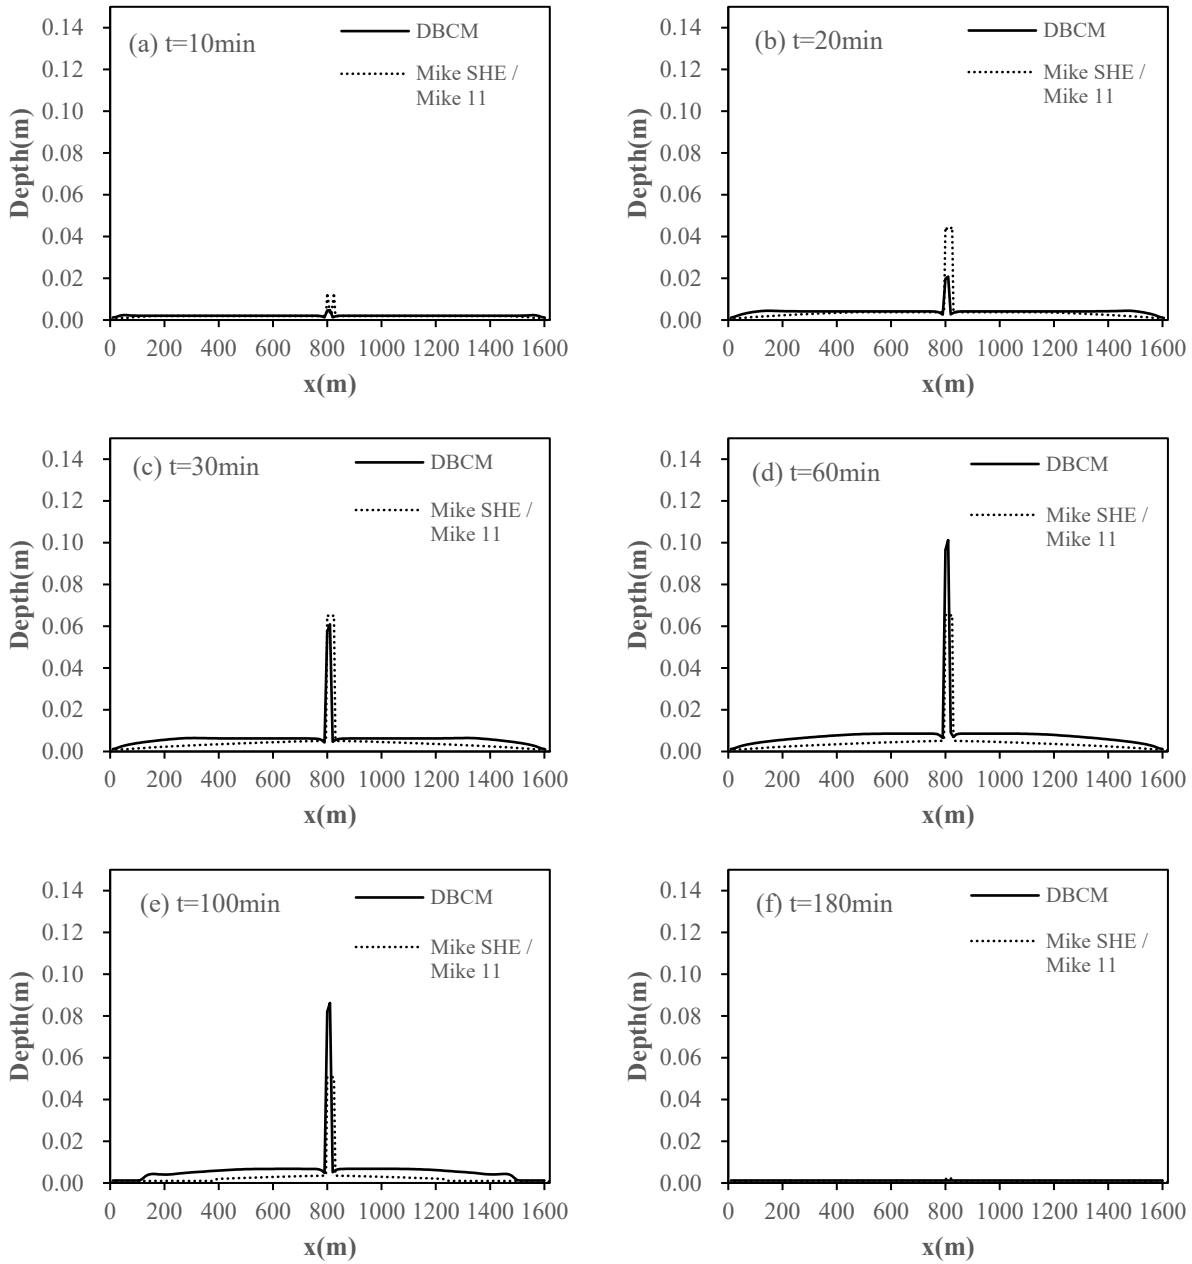 (a) t=10min
DBCM
Mike SHE /
Mike 11
0.14
0.12
0.10
0.08
0.06
0.04
0.02
0.00
Depth(m)
0 200 400 600 800 1000 1200 1400 1600
x(m)
(b) t=20min
DBCM
Mike SHE /
Mike 11
0.14
0.12
0.10
0.08
0.06
0.04
0.02
0.00
Depth(m)
0 200 400 600 800 1000 1200 1400 1600
x(m)
(c) t=30min
DBCM
Mike SHE /
Mike 11
0.14
0.12
0.10
0.08
0.06
0.04
0.02
0.00
Depth(m)
0 200 400 600 800 1000 1200 1400 1600
x(m)
(d) t=60min
DBCM
Mike SHE /
Mike 11
0.14
0.12
0.10
0.08
0.06
0.04
0.02
0.00
Depth(m)
0 200 400 600 800 1000 1200 1400 1600
x(m)
(e) t=100min
DBCM
Mike SHE /
Mike 11
0.14
0.12
0.10
0.08
0.06
0.04
0.02
0.00
Depth(m)
0 200 400 600 800 1000 1200 1400 1600
x(m)
(f) t=180min
DBCM
Mike SHE /
Mike 11
0.14
0.12
0.10
0.08
0.06
0.04
0.02
0.00
Depth(m)
0 200 400 600 800 1000 1200 1400 1600
x(m)